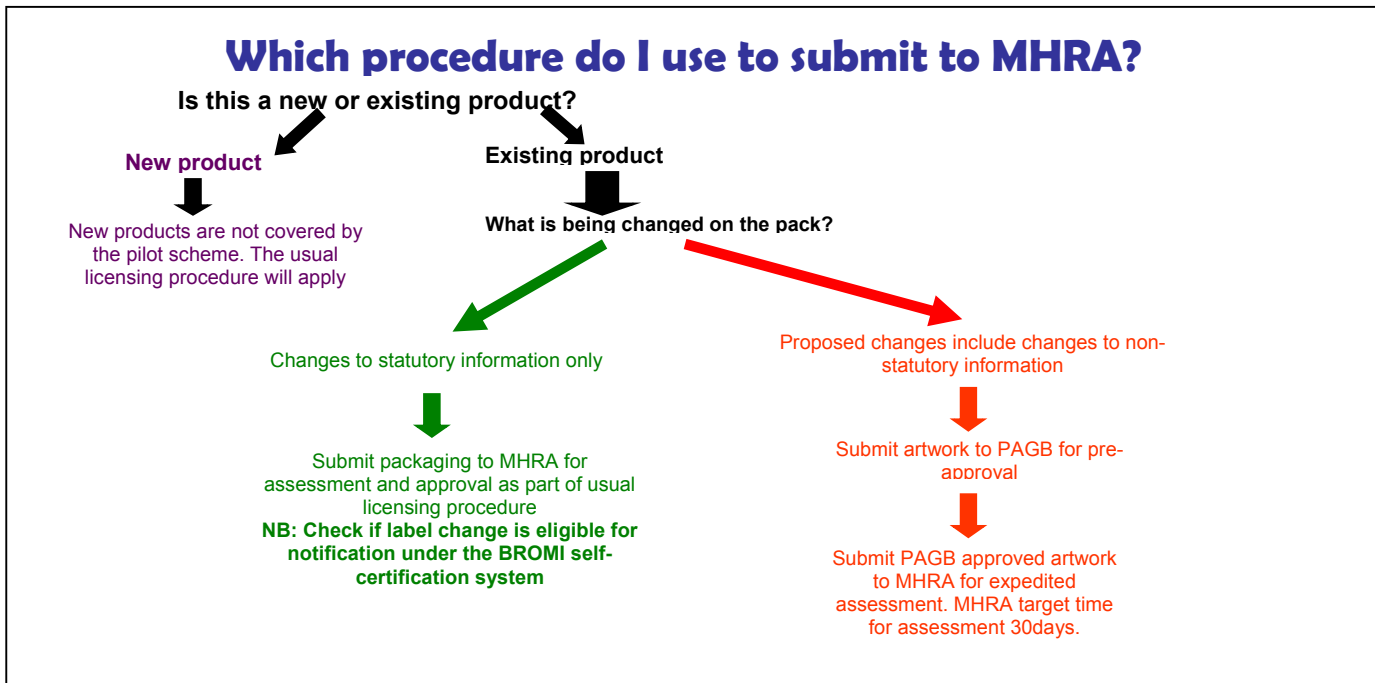 Which procedure do I use to submit to MHRA?
Is this a new or existing product?
New product
Existing product
New products are not covered by
the pilot scheme. The usual
licensing procedure will apply
What is being changed on the pack?
Changes to statutory information only
Submit packaging to MHRA for
assessment and approval as part of usual
licensing procedure
NB: Check if label change is eligible for
notification under the BROMI self-
certification system
Proposed changes include changes to non-
statutory information
Submit artwork to PAGB for pre-
approval
Submit PAGB approved artwork
to MHRA for expedited
assessment. MHRA target time
for assessment 30days.